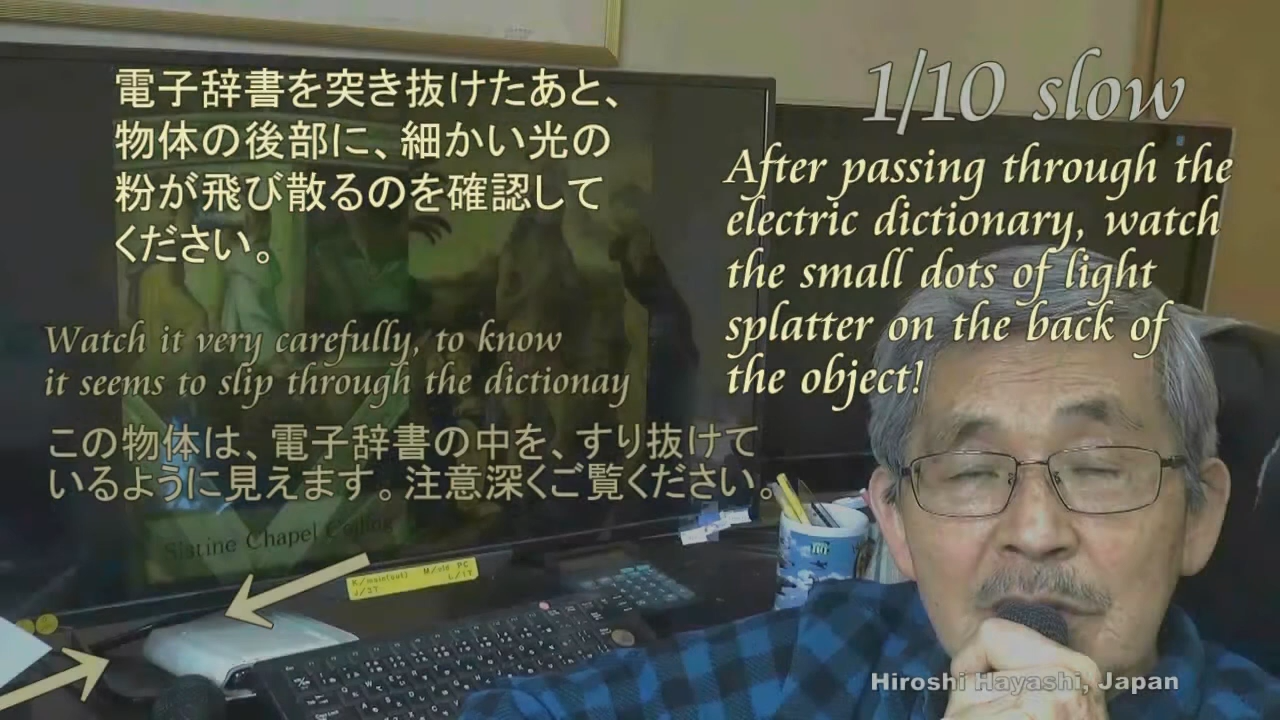 電子辞書を突き抜けたあと、
物体の後部に、細かい光の
粉が飛び散るのを確認して
ください。
1/10 slow
After passing through the
electric dictionary, watch
the small dots of light
splatter on the back of
the object!
Watch it very carefully, to know
it seems to slip through the dictionay
この物体は、電子辞書の中を、すり抜けて
いるように見えます。注意深くご覧ください。
Sistine Chapel Ceiling
K/main(out) M/old PC
J/27 L/17
Hiroshi Hayashi, Japan